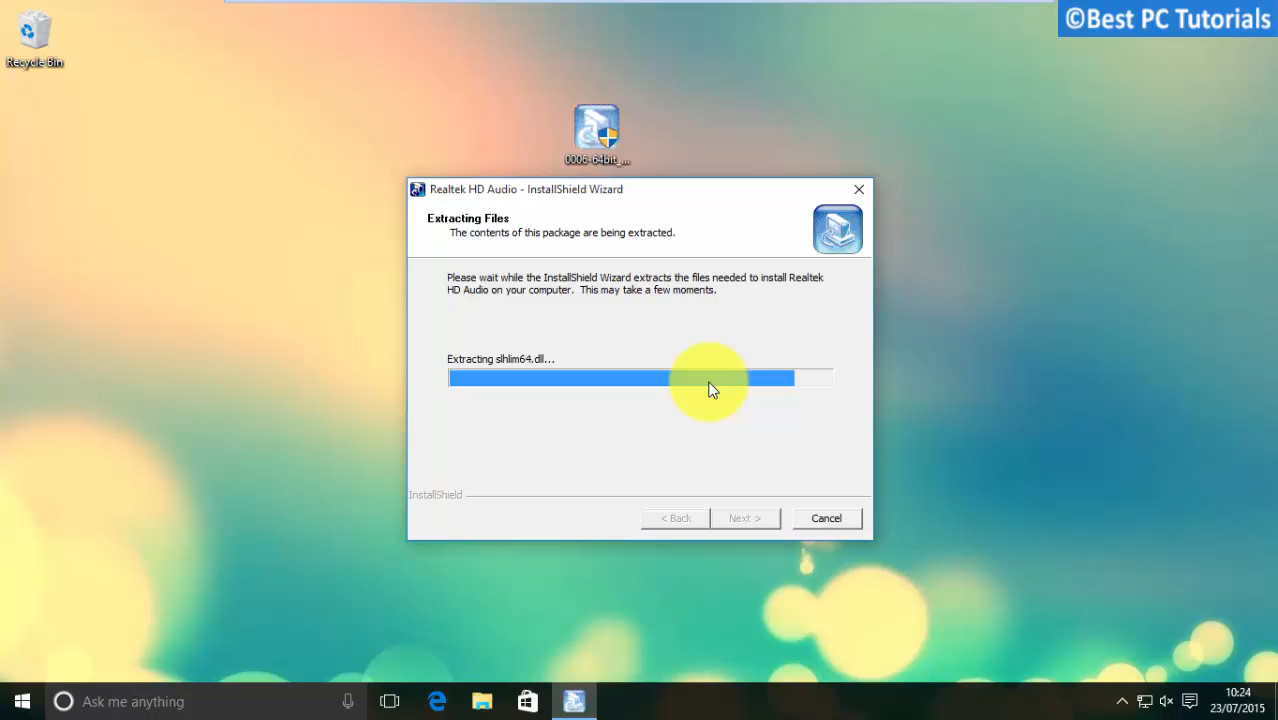 ©Best PC Tutorials
Recycle Bin
0006-64bit_...
Realtek HD Audio - InstallShield Wizard
Extracting Files
The contents of this package are being extracted.
Please wait while the InstallShield Wizard extracts the files needed to install Realtek
HD Audio on your computer.  This may take a few moments.
Extracting slhlim64.dll...
InstallShield
< Back
Next >
Cancel
Ask me anything
10:24
23/07/2015